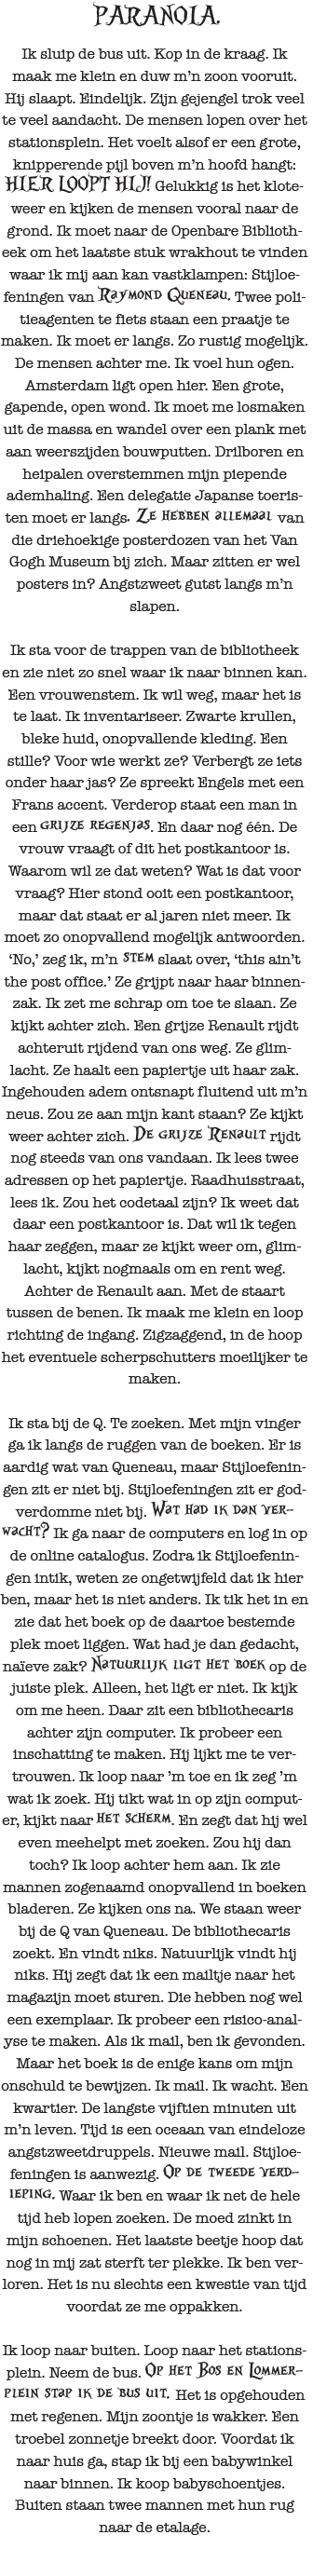 PARANOIA.
Ik sluip de bus uit. Kop in de kraag. Ik
maak me klein en duw m’n zoon vooruit.
Hij slaapt. Eindelijk. Zijn gejengel trok veel
te veel aandacht. De mensen lopen over het
stationsplein. Het voelt alsof er een grote,
knipperende pijl boven m’n hoofd hangt:
HIER LOOPT HIJ! Gelukkig is het klote-
weer en kijken de mensen vooral naar de
grond. Ik moet naar de Openbare Biblioth-
eek om het laatste stuk wrakhout te vinden
waar ik mij aan kan vastklampen: Stijloe-
feningen van Raymond Queneau. Twee poli-
tieagenten te fiets staan een praatje te
maken. Ik moet er langs. Zo rustig mogelijk.
De mensen achter me. Ik voel hun ogen.
Amsterdam ligt open hier. Een grote,
gapende, open wond. Ik moet me losmaken
uit de massa en wandel over een plank met
aan weerszijden bouwputten. Drilboren en
heipalen overstemmen mijn piepende
ademhaling. Een delegatie Japanse toeris-
ten moet er langs. Ze hebben allemaal van
die driehoekige posterdozen van het Van
Gogh Museum bij zich. Maar zitten er wel
posters in? Angstzweet gutst langs m’n
slapen.

Ik sta voor de trappen van de bibliotheek
en zie niet zo snel waar ik naar binnen kan.
Een vrouwenstem. Ik wil weg, maar het is
te laat. Ik inventariseer. Zwarte krullen,
bleke huid, onopvallende kleding. Een
stille? Voor wie werkt ze? Verbergt ze iets
onder haar jas? Ze spreekt Engels met een
Frans accent. Verderop staat een man in
een grijze regenjas. En daar nog één. De
vrouw vraagt of dit het postkantoor is.
Waarom wil ze dat weten? Wat is dat voor
vraag? Hier stond ooit een postkantoor,
maar dat staat er al jaren niet meer. Ik
moet zo onopvallend mogelijk antwoorden.
‘No,’ zeg ik, m’n stem slaat over, ‘this ain’t
the post office.’ Ze grijpt naar haar binnen-
zak. Ik zet me schrap om toe te slaan. Ze
kijkt achter zich. Een grijze Renault rijdt
achteruit rijdend van ons weg. Ze glim-
lacht. Ze haalt een papiertje uit haar zak.
Ingehouden adem ontsnapt fluitend uit m’n
neus. Zou ze aan mijn kant staan? Ze kijkt
weer achter zich. De grijze Renault rijdt
nog steeds van ons vandaan. Ik lees twee
adressen op het papiertje. Raadhuisstraat,
lees ik. Zou het codetaal zijn? Ik weet dat
daar een postkantoor is. Dat wil ik tegen
haar zeggen, maar ze kijkt weer om, glim-
lacht, kijkt nogmaals om en rent weg.
Achter de Renault aan. Met de staart
tussen de benen. Ik maak me klein en loop
richting de ingang. Zigzaggend, in de hoop
het eventuele scherpschutters moeilijker te
maken.

Ik sta bij de Q. Te zoeken. Met mijn vinger
ga ik langs de ruggen van de boeken. Er is
aardig wat van Queneau, maar Stijloefenin-
gen zit er niet bij. Stijloefeningen zit er god-
verdomme niet bij. Wat had ik dan ver-
wacht? Ik ga naar de computers en log in op
de online catalogus. Zodra ik Stijloefenin-
gen intik, weten ze ongetwijfeld dat ik hier
ben, maar het is niet anders. Ik tik het in en
zie dat het boek op de daartoe bestemde
plek moet liggen. Wat had je dan gedacht,
naïeve zak? Natuurlijk ligt het boek op de
juiste plek. Alleen, het ligt er niet. Ik kijk
om me heen. Daar zit een bibliothecaris
achter zijn computer. Ik probeer een
inschatting te maken. Hij lijkt me te ver-
trouwen. Ik loop naar ’m toe en ik zeg ’m
wat ik zoek. Hij tikt wat in op zijn comput-
er, kijkt naar het scherm. En zegt dat hij wel
even meehelpt met zoeken. Zou hij dan
toch? Ik loop achter hem aan. Ik zie
mannen zogenaamd onopvallend in boeken
bladeren. Ze kijken ons na. We staan weer
bij de Q van Queneau. De bibliothecaris
zoekt. En vindt niks. Natuurlijk vindt hij
niks. Hij zegt dat ik een mailtje naar het
magazijn moet sturen. Die hebben nog wel
een exemplaar. Ik probeer een risico-anal-
yse te maken. Als ik mail, ben ik gevonden.
Maar het boek is de enige kans om mijn
onschuld te bewijzen. Ik mail. Ik wacht. Een
kwartier. De langste vijftien minuten uit
m’n leven. Tijd is een oceaan van eindeloze
angstzweetdruppels. Nieuwe mail. Stijloe-
feningen is aanwezig. Op de tweede verd-
ieping. Waar ik ben en waar ik net de hele
tijd heb lopen zoeken. De moed zinkt in
mijn schoenen. Het laatste beetje hoop dat
nog in mij zat sterft ter plekke. Ik ben ver-
loren. Het is nu slechts een kwestie van tijd
voordat ze me oppakken.

Ik loop naar buiten. Loop naar het stations-
plein. Neem de bus. Op het Bos en Lommer-
plein stap ik de bus uit. Het is opgehouden
met regenen. Mijn zoontje is wakker. Een
troebel zonnetje breekt door. Voordat ik
naar huis ga, stap ik bij een babywinkel
naar binnen. Ik koop babyschoentjes.
Buiten staan twee mannen met hun rug
naar de etalage.